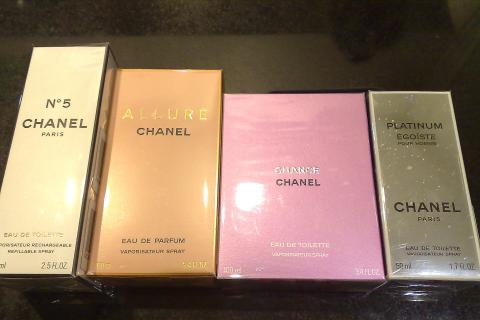 N°5
CHANEL
PARIS
EAU DE TOILETTE
VAPORISATEUR RECHARGEABLE
REFILLABLE SPRAY
ml 2.5 FL.OZ.
ALLURE
CHANEL
EAU DE PARFUM
VAPORISATEUR SPRAY
CHANCE
CHANEL
EAU DE TOILETTE
VAPORISATEUR SPRAY
100 ml 3.4 FL.OZ.
PLATINUM
ÉGOÏSTE
POUR HOMME
CHANEL
PARIS
EAU DE TOILETTE
VAPORISATEUR SPRAY
50 ml 1.7 FL.OZ.